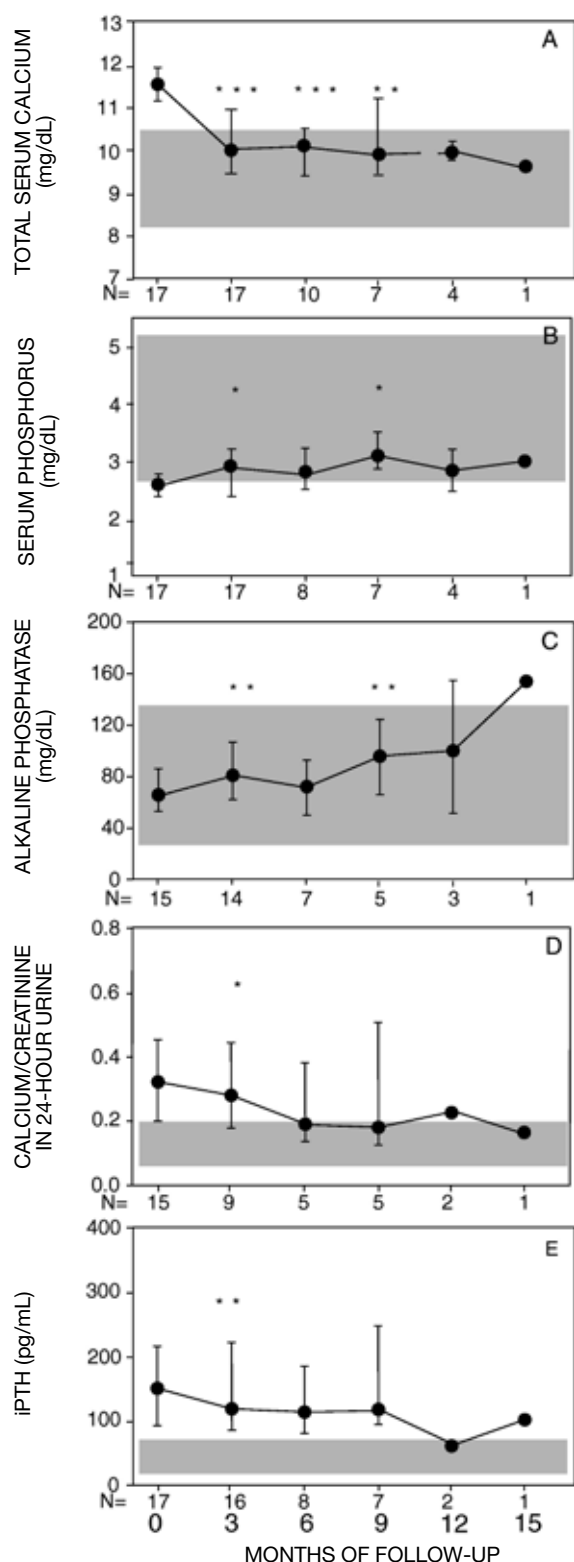 TOTAL SERUM CALCIUM
(mg/dL)
13
12
11
10
9
8
7
A
* * *
* * *
* *
N= 17 17 10 7 4 1
SERUM PHOSPHORUS
(mg/dL)
5
4
3
2
1
B
*
*
N= 17 17 8 7 4 1
ALKALINE PHOSPHATASE
(mg/dL)
200
160
120
80
40
0
C
* *
* *
N= 15 14 7 5 3 1
CALCIUM/CREATININE
IN 24-HOUR URINE
0.8
0.6
0.4
0.2
0.0
D
*
N= 15 9 5 5 2 1
iPTH (pg/mL)
400
300
200
100
0
E
* *
N= 17 16 8 7 2 1
0 3 6 9 12 15
MONTHS OF FOLLOW-UP